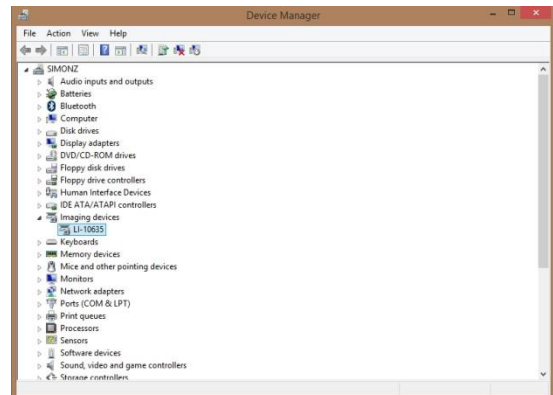 Device Manager
File Action View Help
SIMONZ
Audio inputs and outputs
Batteries
Bluetooth
Computer
Disk drives
Display adapters
DVD/CD-ROM drives
Floppy disk drives
Floppy drive controllers
Human Interface Devices
IDE ATA/ATAPI controllers
Imaging devices
LI-10635
Keyboards
Memory devices
Mice and other pointing devices
Monitors
Network adapters
Ports (COM & LPT)
Print queues
Processors
Sensors
Software devices
Sound, video and game controllers
Storage controllers